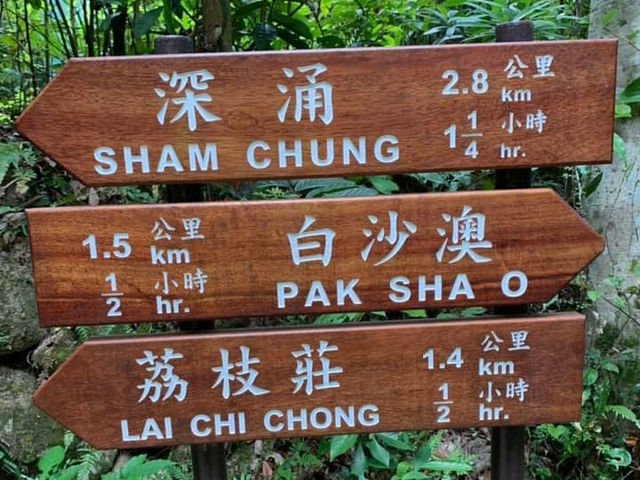 深涌 2.8 公里 km
SHAM CHUNG 1 1/4 小時 hr.
1.5 公里 km 白沙澳
1/2 小時 hr. PAK SHA O
荔枝莊 1.4 公里 km
LAI CHI CHONG 1/2 小時 hr.